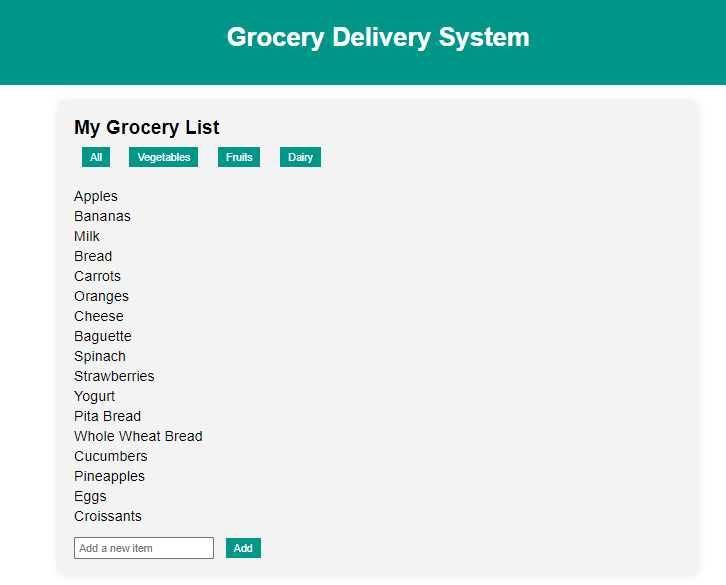 Grocery Delivery System
My Grocery List
All Vegetables Fruits Dairy
Apples
Bananas
Milk
Bread
Carrots
Oranges
Cheese
Baguette
Spinach
Strawberries
Yogurt
Pita Bread
Whole Wheat Bread
Cucumbers
Pineapples
Eggs
Croissants
Add a new item Add